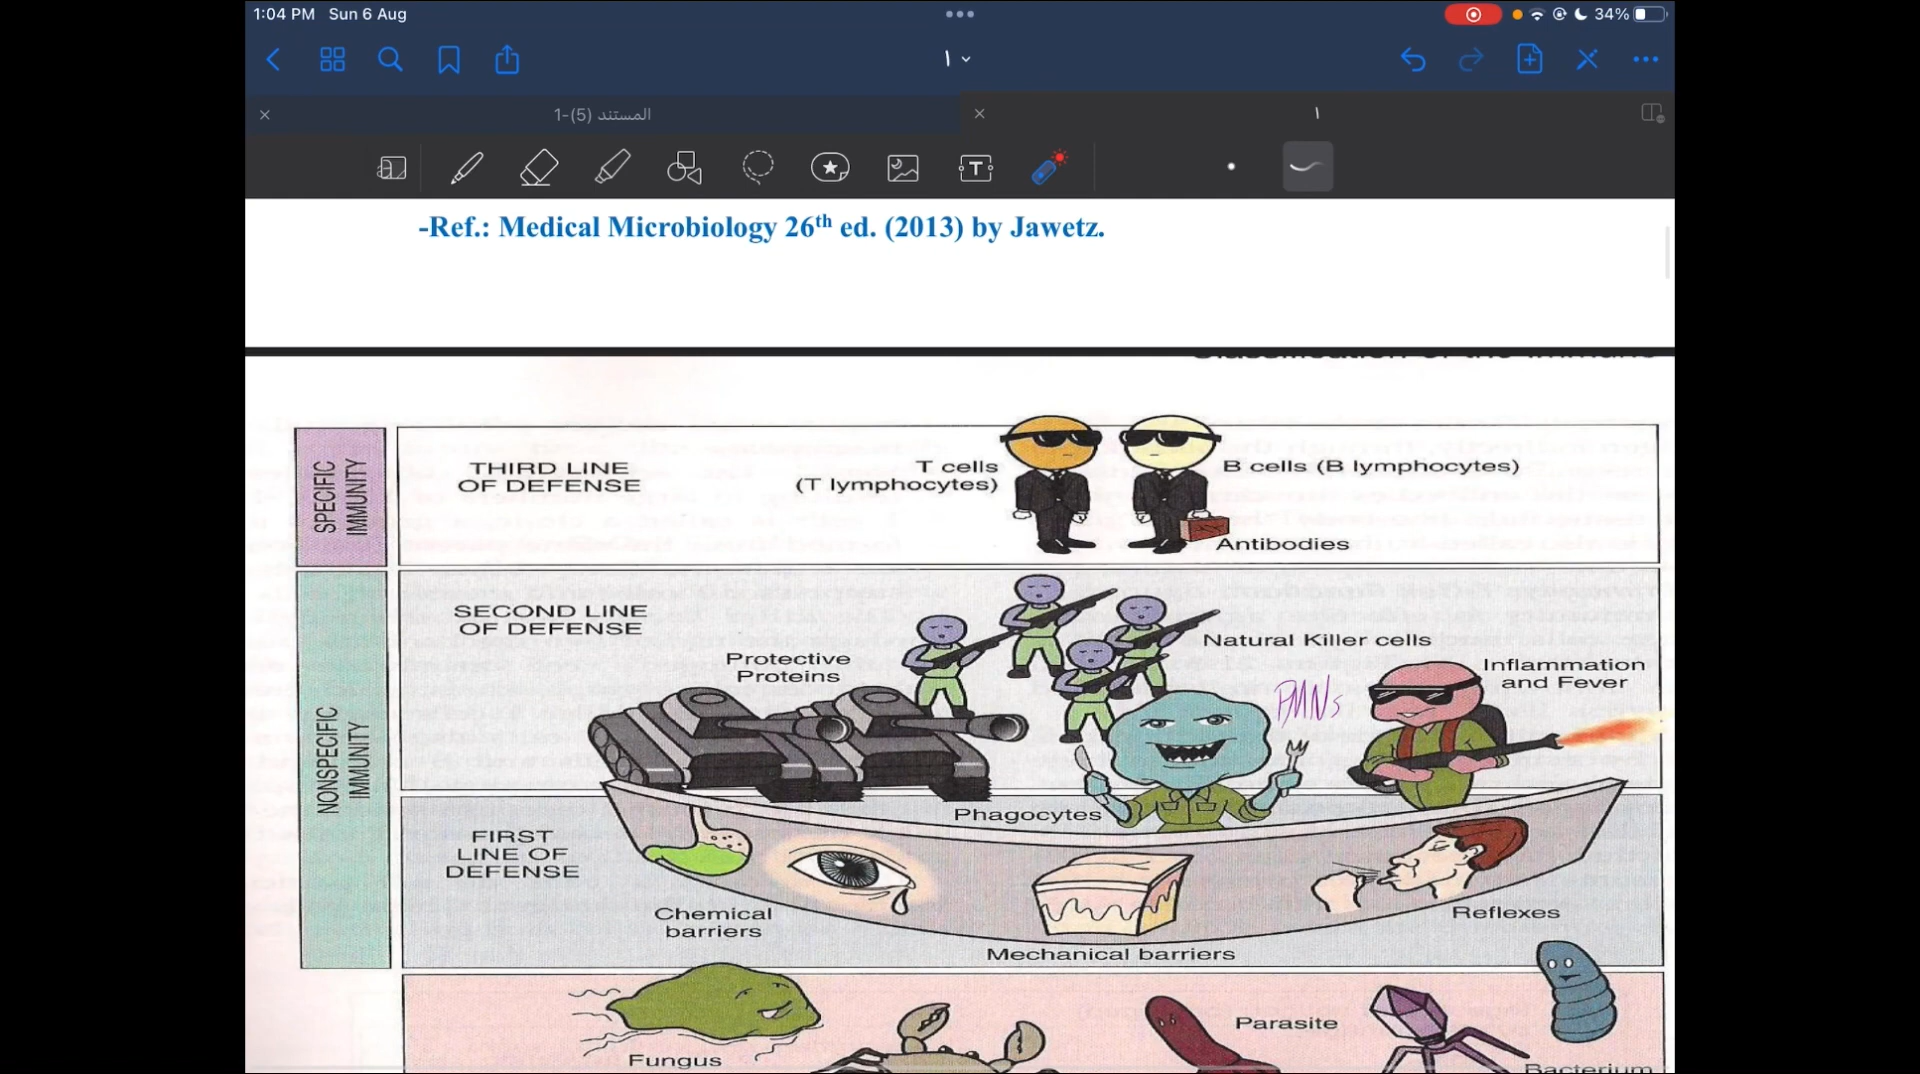 1:04 PM Sun 6 Aug
34%
١
المستند (5)-1
١
-Ref.: Medical Microbiology 26th ed. (2013) by Jawetz.
SPECIFIC
IMMUNITY
THIRD LINE
OF DEFENSE
T cells
(T lymphocytes)
B cells (B lymphocytes)
Antibodies
NONSPECIFIC
IMMUNITY
SECOND LINE
OF DEFENSE
Protective
Proteins
Natural Killer cells
PMNs
Inflammation
and Fever
Phagocytes
FIRST
LINE OF
DEFENSE
Chemical
barriers
Mechanical barriers
Reflexes
Fungus
Parasite
Bacterium